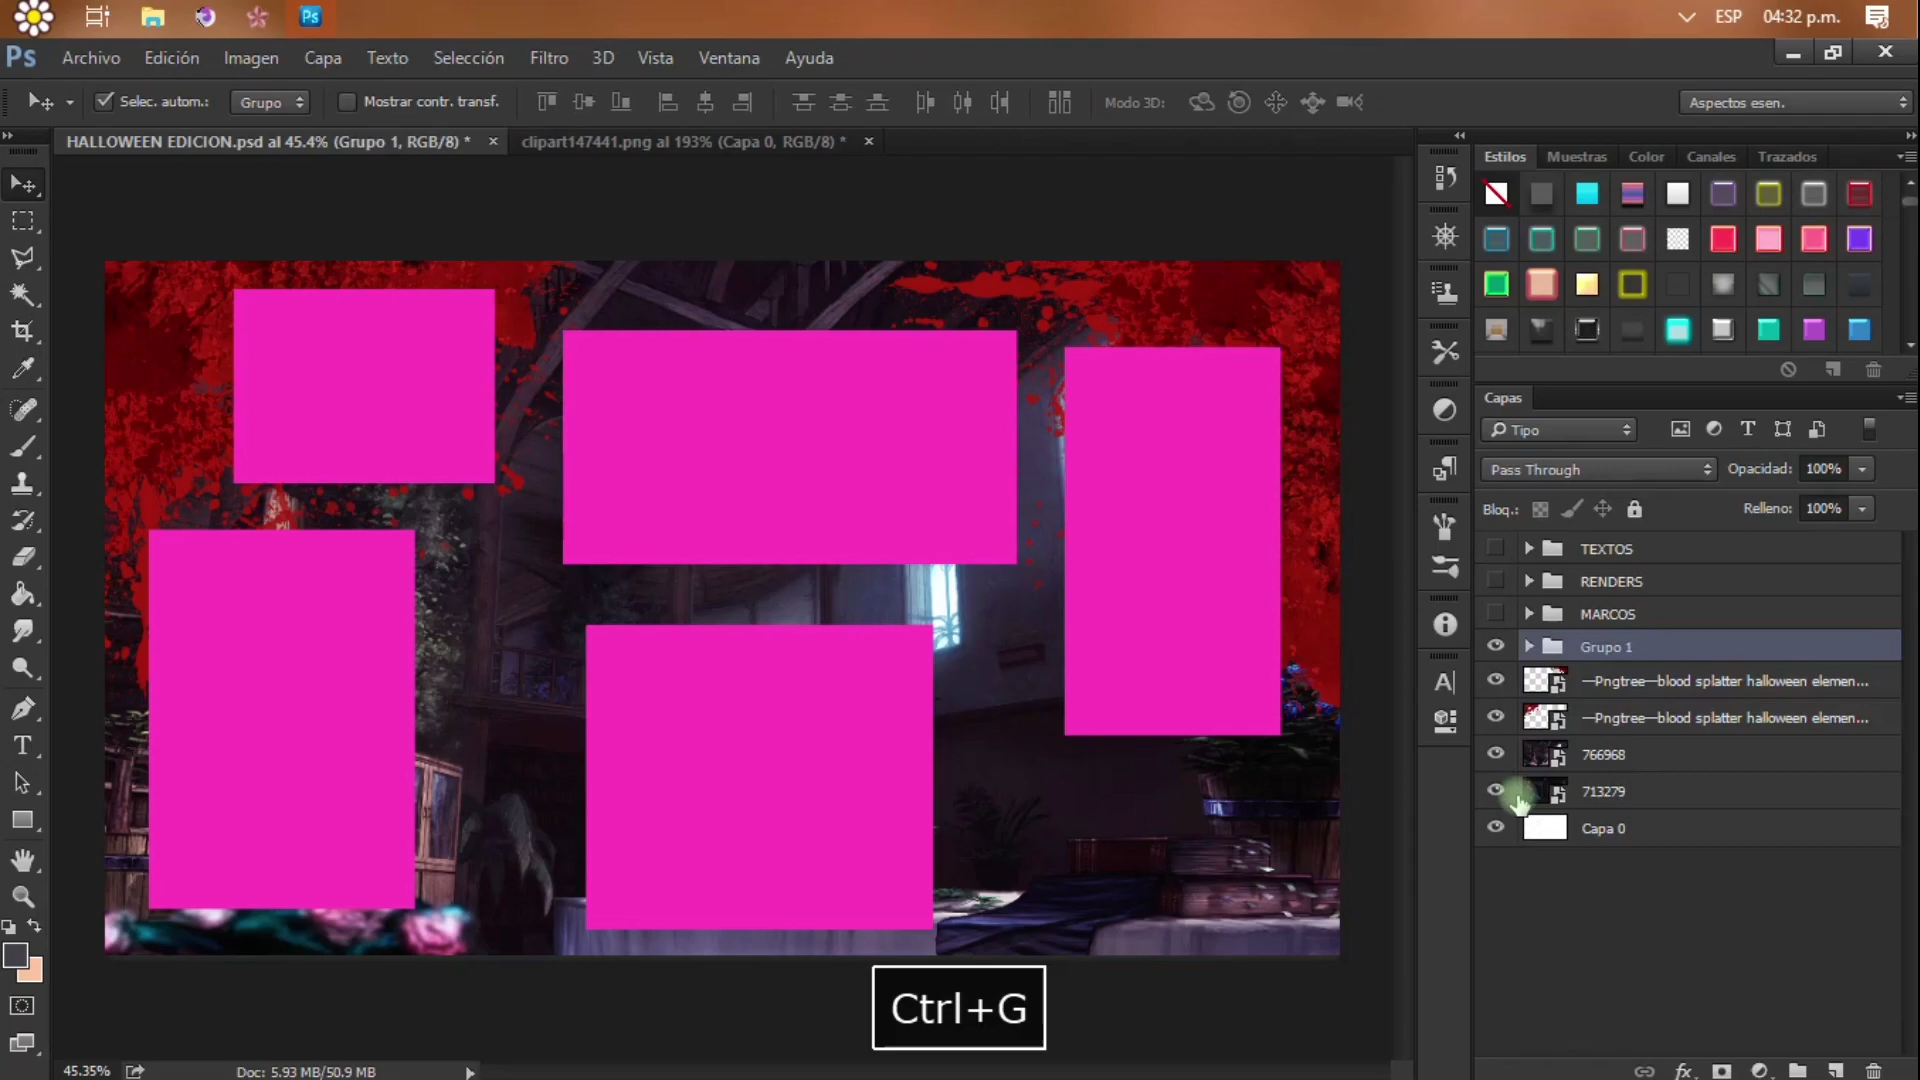 Ps
ESP 04:32 p.m.
Ps Archivo Edición Imagen Capa Texto Selección Filtro 3D Vista Ventana Ayuda
Selec. autom.: Grupo Mostrar contr. transf. Modo 3D: Aspectos esen.
HALLOWEEN EDICION.psd al 45.4% (Grupo 1, RGB/8) * × clipart147441.png al 193% (Capa 0, RGB/8) * ×
Estilos Muestras Color Canales Trazados
Capas
Tipo
Pass Through Opacidad: 100%
Bloq.: Relleno: 100%
TEXTOS
RENDERS
MARCOS
Grupo 1
—Pngtree—blood splatter halloween elemen...
—Pngtree—blood splatter halloween elemen...
766968
713279
Capa 0
Ctrl+G
45.35% Doc: 5.93 MB/50.9 MB
fx